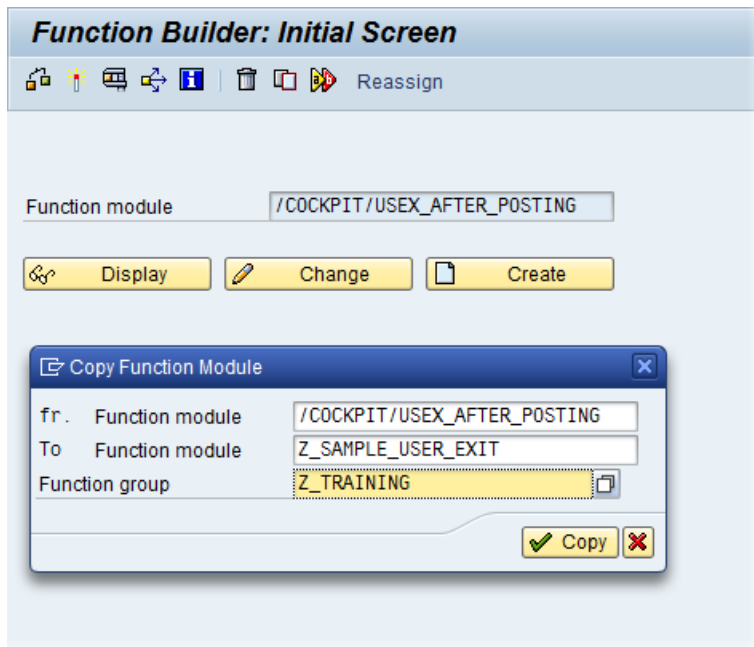 Function Builder: Initial Screen
Reassign
Function module /COCKPIT/USEX_AFTER_POSTING
Display Change Create
Copy Function Module
fr. Function module /COCKPIT/USEX_AFTER_POSTING
To Function module Z_SAMPLE_USER_EXIT
Function group Z_TRAINING
Copy